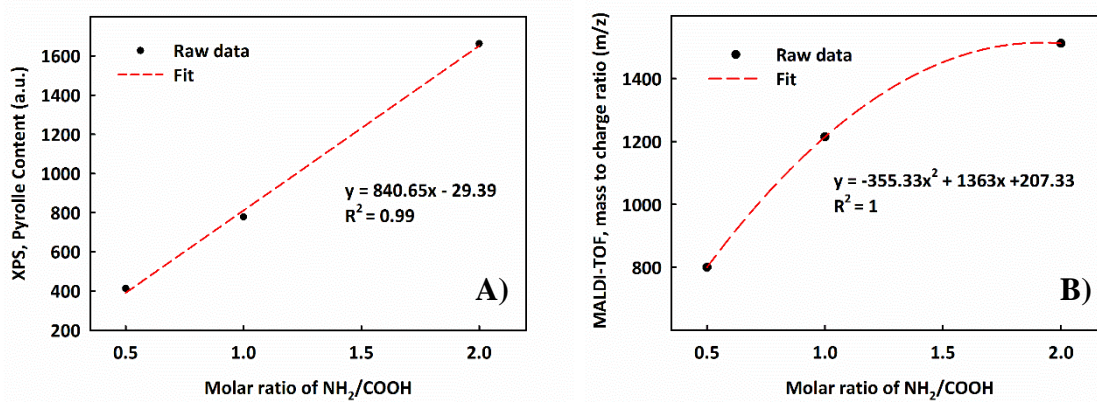 XPS, Pyrolle Content (a.u.)
1600
1400
1200
1000
800
600
400
200
Raw data
Fit
y = 840.65x - 29.39
R² = 0.99
A)
0.5 1.0 1.5 2.0
Molar ratio of NH₂/COOH
MALDI-TOF, mass to charge ratio (m/z)
1400
1200
1000
800
Raw data
Fit
y = -355.33x² + 1363x +207.33
R² = 1
B)
0.5 1.0 1.5 2.0
Molar ratio of NH₂/COOH